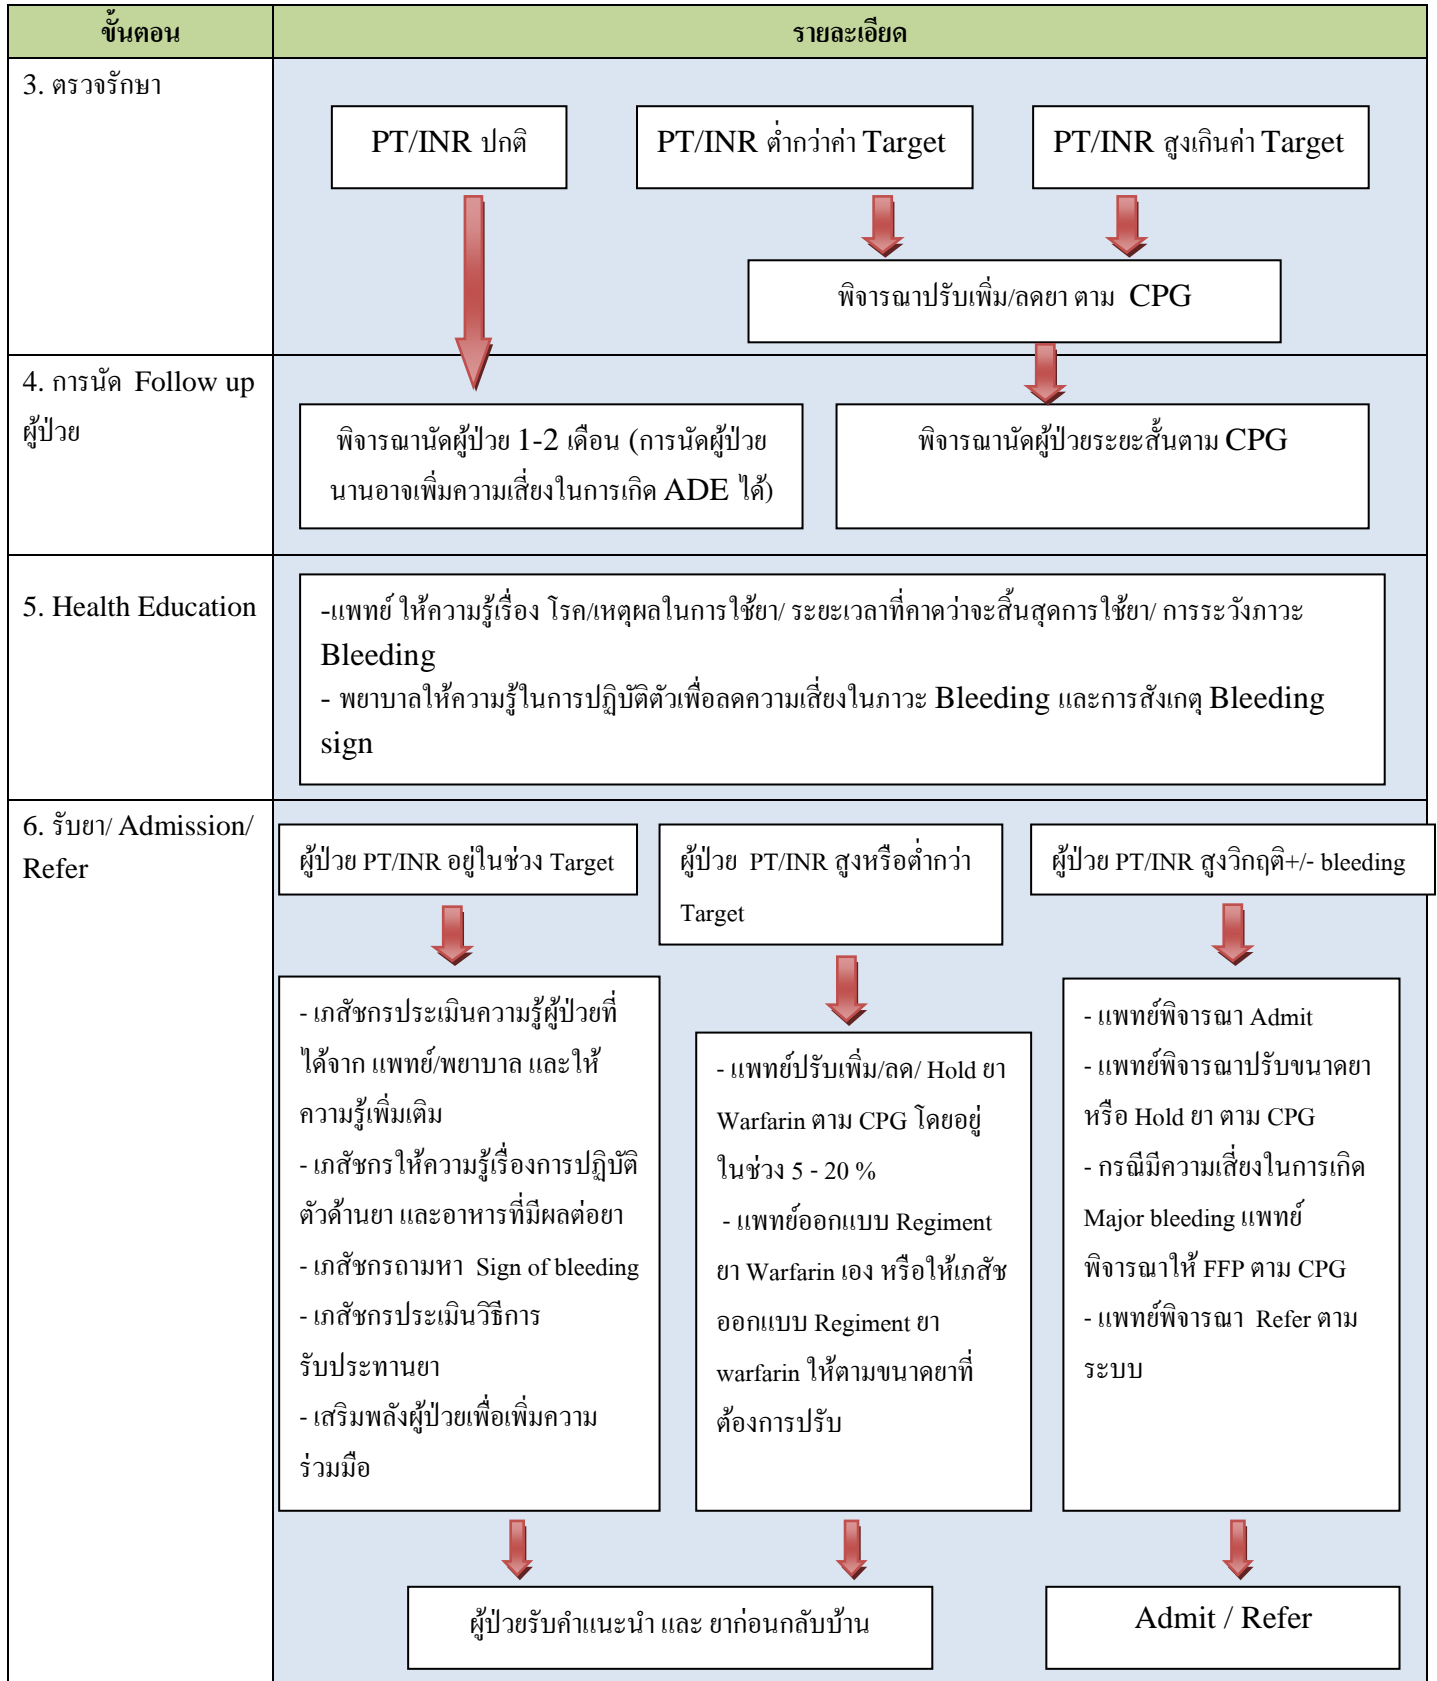 ขั้นตอน
รายละเอียด
3. ตรวจรักษา
PT/INR ปกติ
PT/INR ต่ำกว่าค่า Target
PT/INR สูงเกินค่า Target
พิจารณาปรับเพิ่ม/ลดยา ตาม CPG
4. การนัด Follow up
ผู้ป่วย
พิจารณานัดผู้ป่วย 1-2 เดือน (การนัดผู้ป่วย
นานอาจเพิ่มความเสี่ยงในการเกิด ADE ได้)
พิจารณานัดผู้ป่วยระยะสั้นตาม CPG
5. Health Education
-แพทย์ ให้ความรู้เรื่อง โรค/เหตุผลในการใช้ยา/ ระยะเวลาที่คาดว่าจะสิ้นสุดการใช้ยา/ การระวังภาวะ
Bleeding
- พยาบาลให้ความรู้ในการปฏิบัติตัวเพื่อลดความเสี่ยงในภาวะ Bleeding และการสังเกตุ Bleeding
sign
6. รับยา/ Admission/
Refer
ผู้ป่วย PT/INR อยู่ในช่วง Target
- เภสัชกรประเมินความรู้ผู้ป่วยที่
ได้จาก แพทย์/พยาบาล และให้
ความรู้เพิ่มเติม
- เภสัชกรให้ความรู้เรื่องการปฏิบัติ
ตัวด้านยา และอาหารที่มีผลต่อยา
- เภสัชกรถามหา Sign of bleeding
- เภสัชกรประเมินวิธีการ
รับประทานยา
- เสริมพลังผู้ป่วยเพื่อเพิ่มความ
ร่วมมือ
ผู้ป่วย PT/INR สูงหรือต่ำกว่า
Target
- แพทย์ปรับเพิ่ม/ลด/ Hold ยา
Warfarin ตาม CPG โดยอยู่
ในช่วง 5 - 20 %
- แพทย์ออกแบบ Regiment
ยา Warfarin เอง หรือให้เภสัช
ออกแบบ Regiment ยา
warfarin ให้ตามขนาดยาที่
ต้องการปรับ
ผู้ป่วย PT/INR สูงวิกฤติ+/- bleeding
- แพทย์พิจารณา Admit
- แพทย์พิจารณาปรับขนาดยา
หรือ Hold ยา ตาม CPG
- กรณีมีความเสี่ยงในการเกิด
Major bleeding แพทย์
พิจารณาให้ FFP ตาม CPG
- แพทย์พิจารณา Refer ตาม
ระบบ
ผู้ป่วยรับคำแนะนำ และ ยาก่อนกลับบ้าน
Admit / Refer